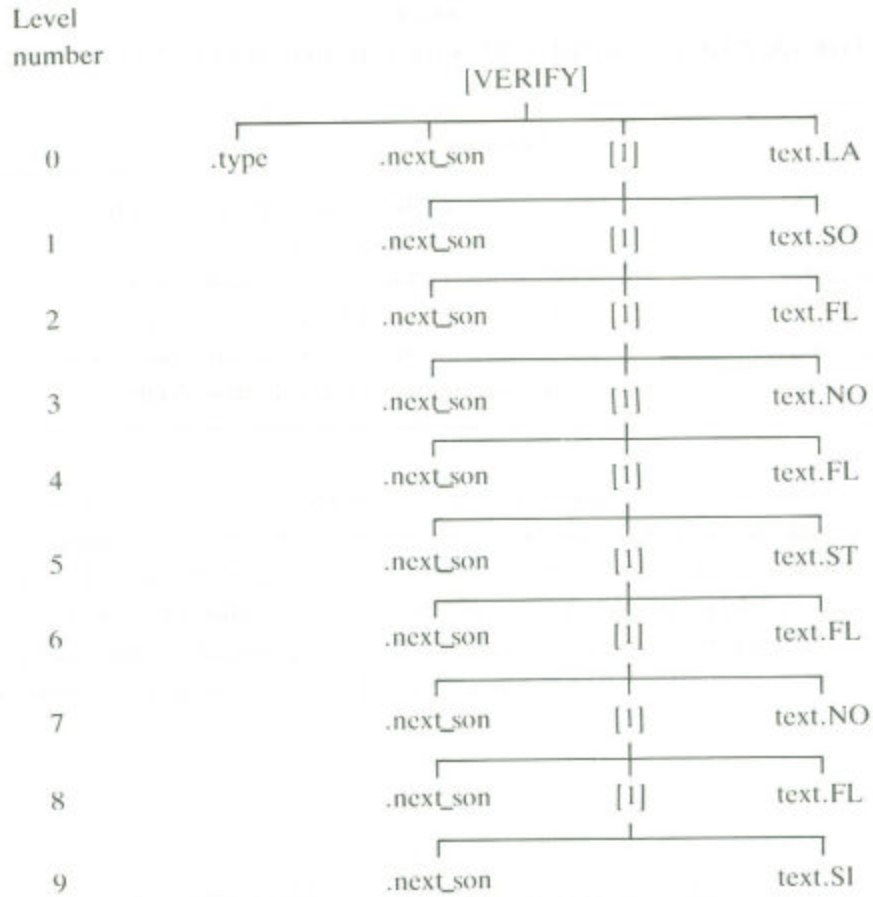 Level
number
[VERIFY]
0 .type .next_son [1] text.LA
1 .next_son [1] text.SO
2 .next_son [1] text.FL
3 .next_son [1] text.NO
4 .next_son [1] text.FL
5 .next_son [1] text.ST
6 .next_son [1] text.FL
7 .next_son [1] text.NO
8 .next_son [1] text.FL
9 .next_son text.SI